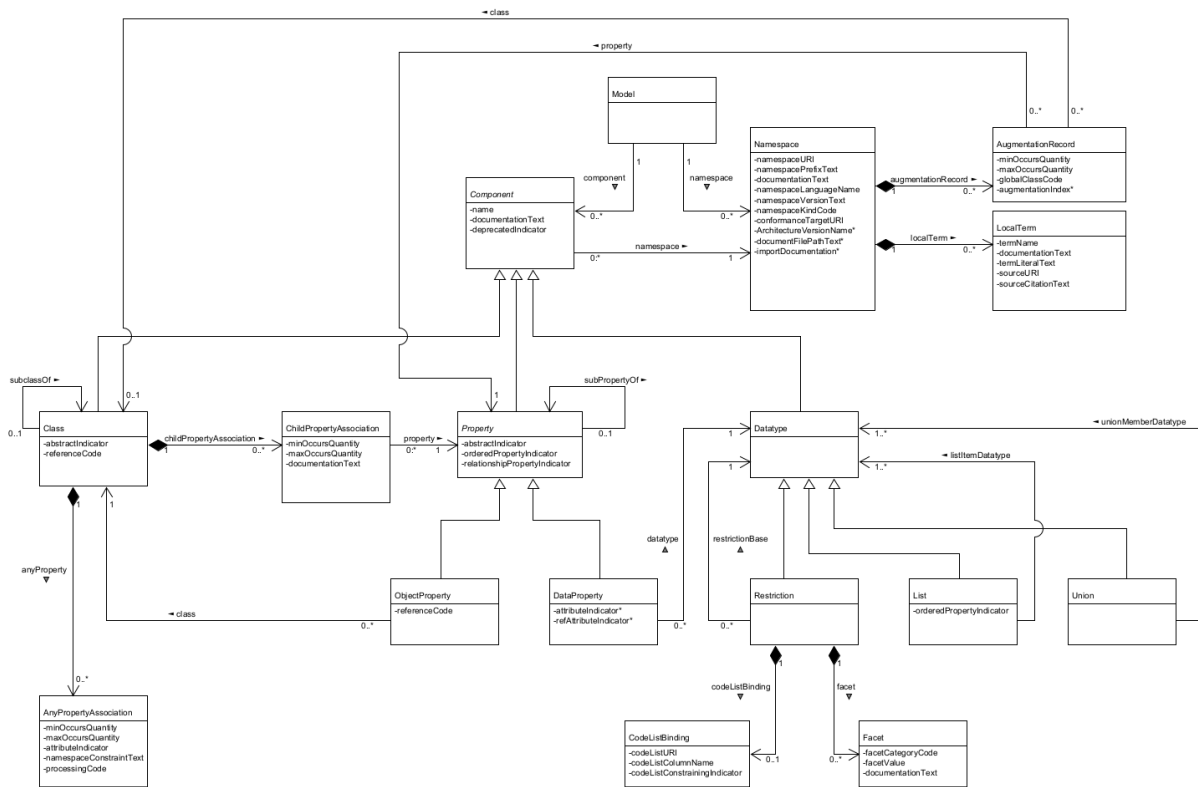 ◄ class
◄ property
Model
0..*
0..*
1
1
component
▼
namespace
▼
0..*
0..*
Component
-name
-documentationText
-deprecatedIndicator
namespace ►
0:*
1
Namespace
-namespaceURI
-namespacePrefixText
-documentationText
-namespaceLanguageName
-namespaceVersionText
-namespaceKindCode
-conformanceTargetURI
-ArchitectureVersionName*
-documentFilePathText*
-importDocumentation*
augmentationRecord ►
1
0..*
localTerm ►
1
0..*
AugmentationRecord
-minOccursQuantity
-maxOccursQuantity
-globalClassCode
-augmentationIndex*
LocalTerm
-termName
-documentationText
-termLiteralText
-sourceURI
-sourceCitationText
subclassOf ►
0..1
0..1
Class
-abstractIndicator
-referenceCode
childPropertyAssociation ►
1
0..*
ChildPropertyAssociation
-minOccursQuantity
-maxOccursQuantity
-documentationText
property ►
0:*
1
1
subPropertyOf ►
0..1
Property
-abstractIndicator
-orderedPropertyIndicator
-relationshipPropertyIndicator
1
1
Datatype
1..*
◄ unionMemberDatatype
◄ listItemDatatype
1..*
1
1
anyProperty
▼
datatype
▲
restrictionBase
▲
◄ class
0..*
ObjectProperty
-referenceCode
DataProperty
-attributeIndicator*
-refAttributeIndicator*
0..*
0..*
Restriction
List
-orderedPropertyIndicator
Union
1
1
codeListBinding
▼
facet
▼
0..*
AnyPropertyAssociation
-minOccursQuantity
-maxOccursQuantity
-attributeIndicator
-namespaceConstraintText
-processingCode
CodeListBinding
-codeListURI
-codeListColumnName
-codeListConstrainingIndicator
0..1
0..*
Facet
-facetCategoryCode
-facetValue
-documentationText